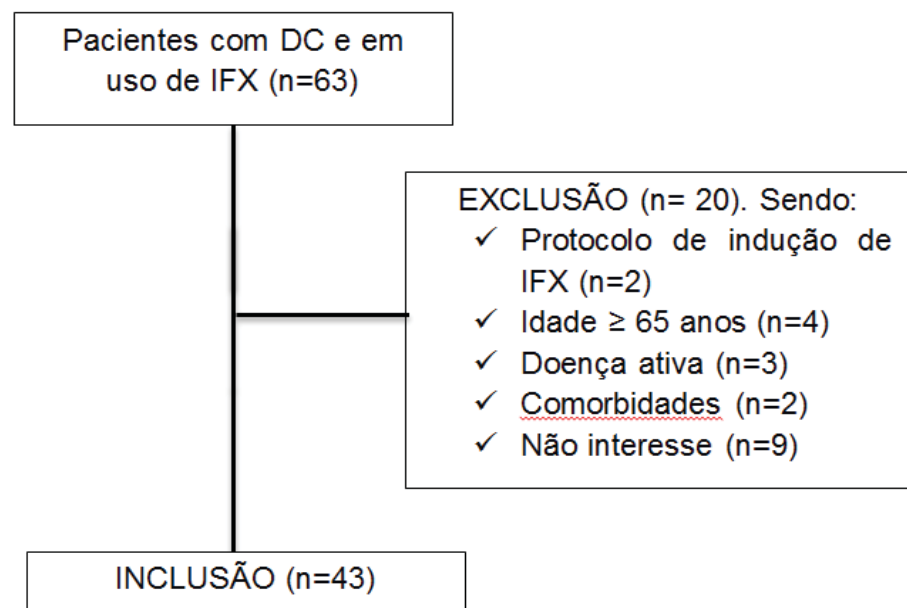 Pacientes com DC e em
uso de IFX (n=63)
EXCLUSÃO (n= 20). Sendo:
✓ Protocolo de indução de
IFX (n=2)
✓ Idade ≥ 65 anos (n=4)
✓ Doença ativa (n=3)
✓ Comorbidades (n=2)
✓ Não interesse (n=9)
INCLUSÃO (n=43)